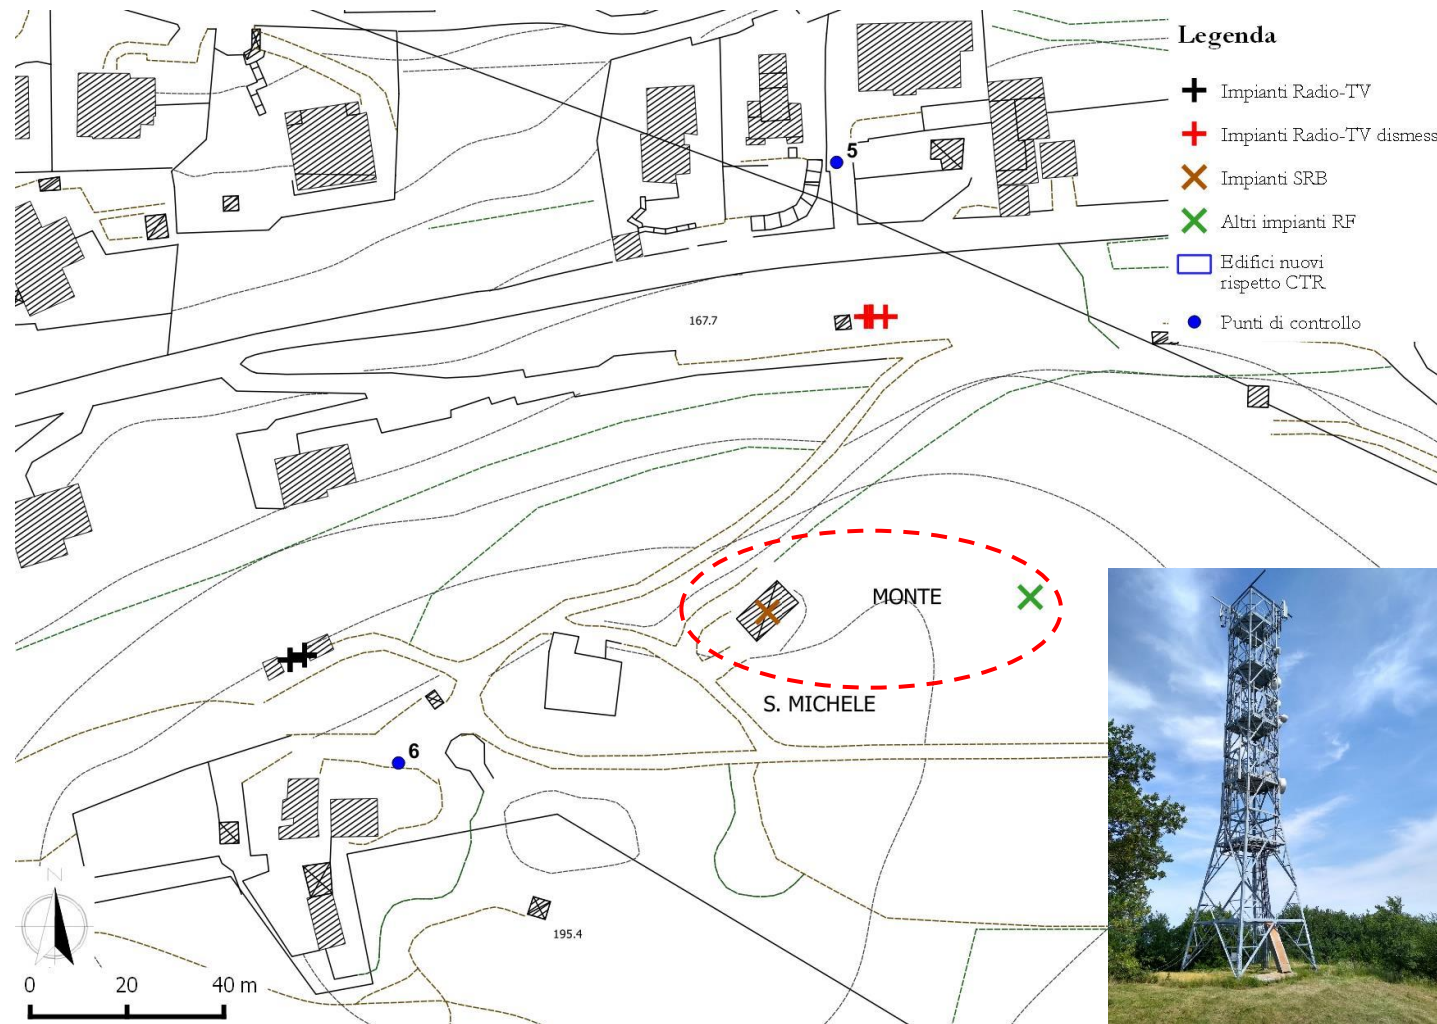 Legenda
Impianti Radio-TV
Impianti Radio-TV dismess
Impianti SRB
Altri impianti RF
Edifici nuovi
rispetto CTR
Punti di controllo
5
167.7
MONTE
S. MICHELE
6
195.4
N
0 20 40 m